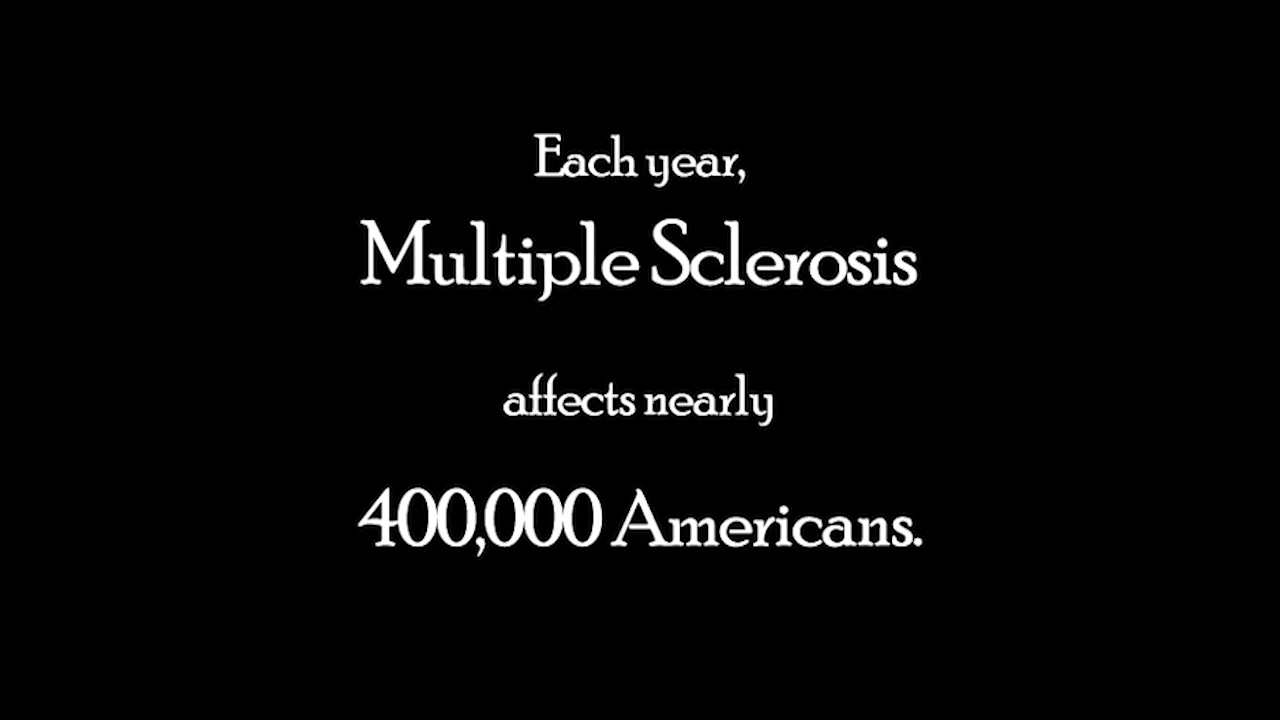 Each year,
Multiple Sclerosis
affects nearly
400,000 Americans.